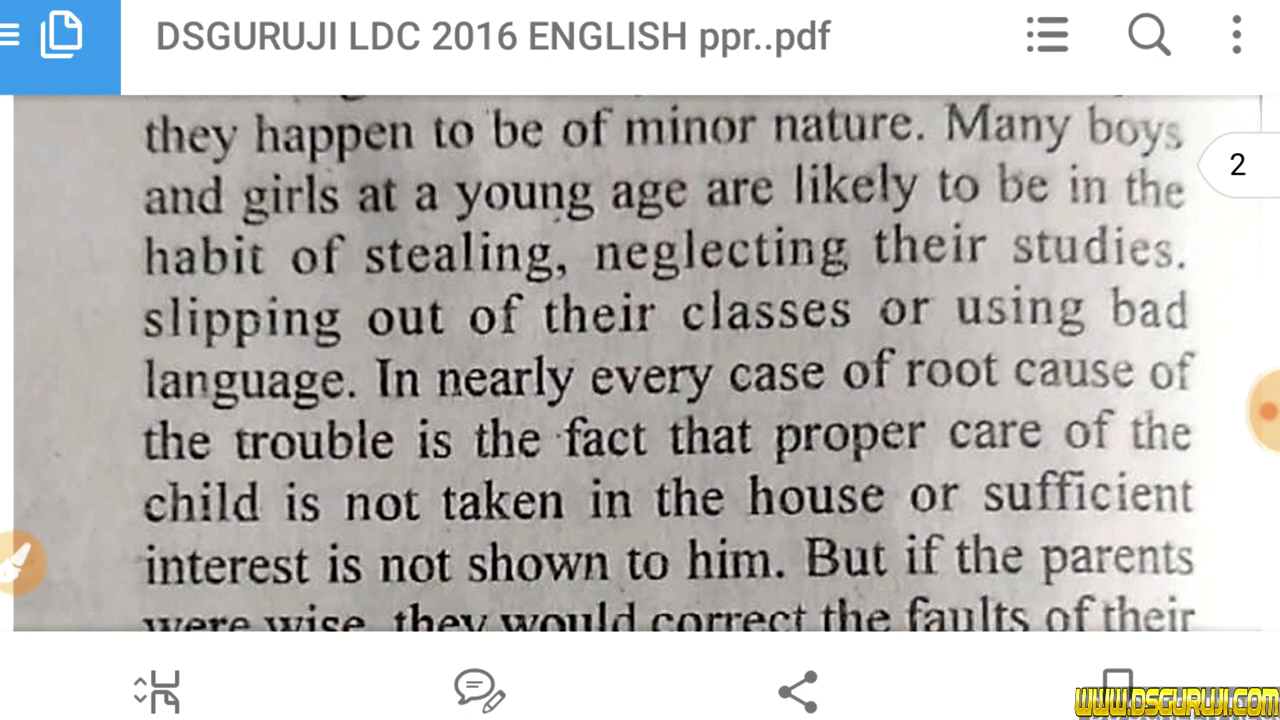 DSGURUJI LDC 2016 ENGLISH ppr..pdf
2
they happen to be of minor nature. Many boys
and girls at a young age are likely to be in the
habit of stealing, neglecting their studies.
slipping out of their classes or using bad
language. In nearly every case of root cause of
the trouble is the fact that proper care of the
child is not taken in the house or sufficient
interest is not shown to him. But if the parents
were wise, they would correct the faults of their
WWW.DSGURUJI.COM